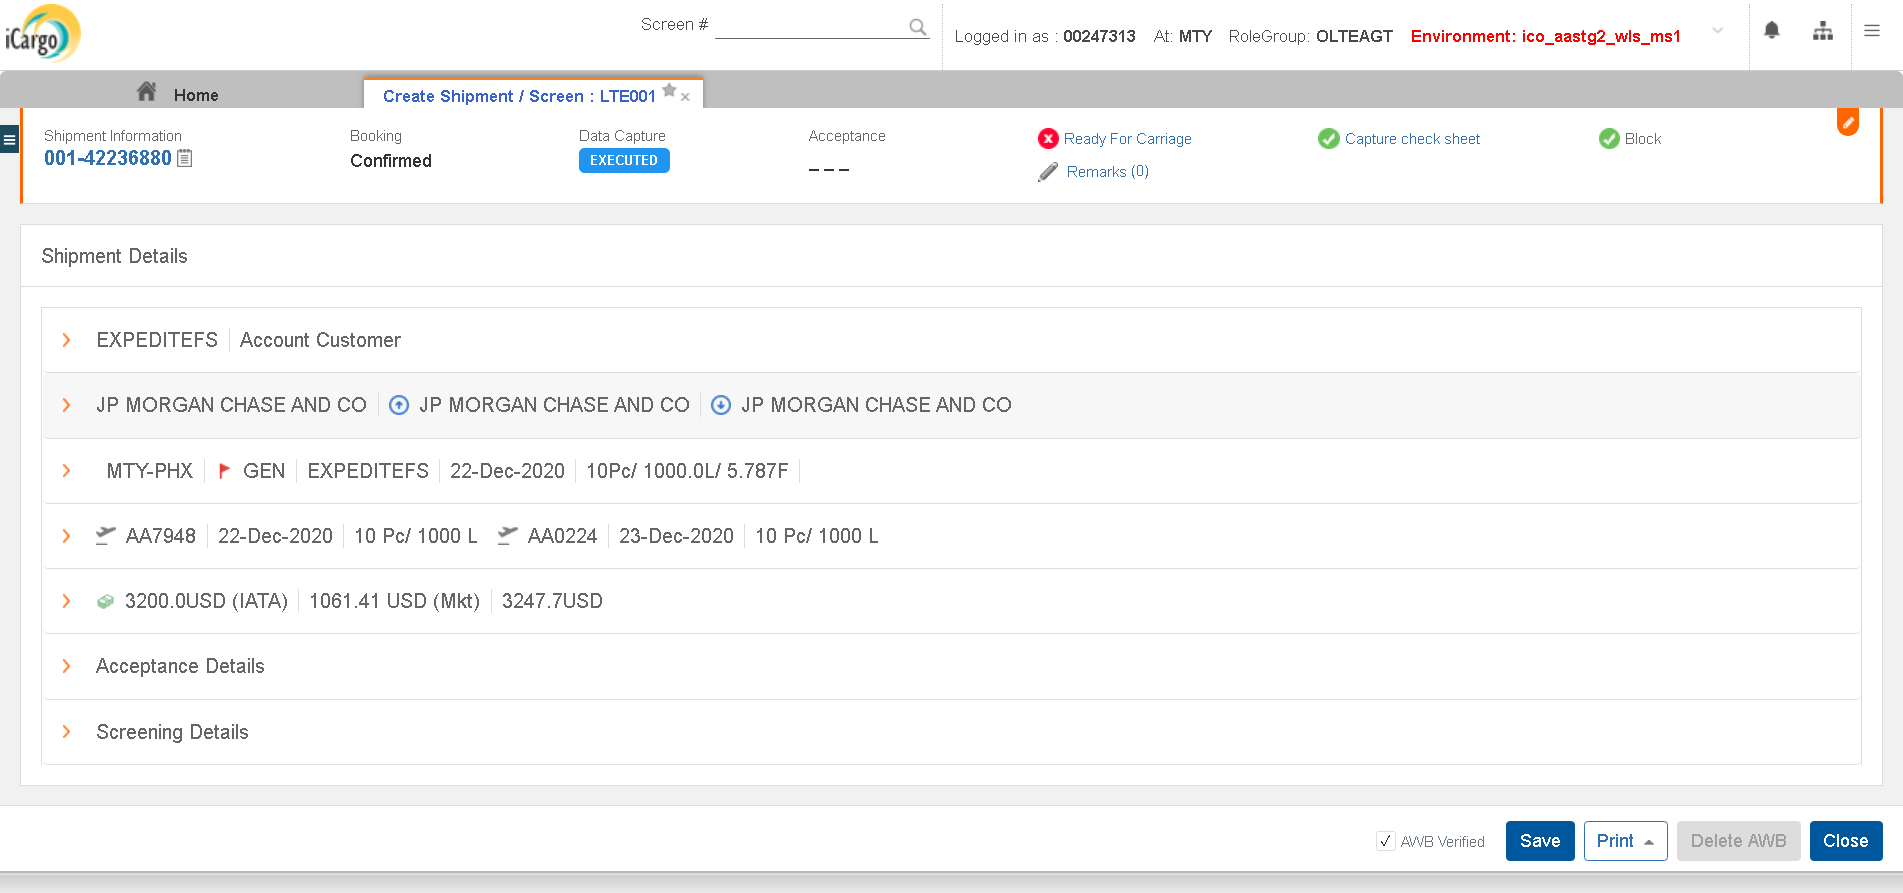 iCargo
Screen #
Logged in as : 00247313 At: MTY RoleGroup: OLTEAGT Environment: ico_aastg2_wls_ms1
Home
Create Shipment / Screen : LTE001
Shipment Information
001-42236880
Booking
Confirmed
Data Capture
EXECUTED
Acceptance
---
Ready For Carriage
Remarks (0)
Capture check sheet
Block
Shipment Details
EXPEDITEFS Account Customer
JP MORGAN CHASE AND CO JP MORGAN CHASE AND CO JP MORGAN CHASE AND CO
MTY-PHX GEN EXPEDITEFS 22-Dec-2020 10Pc/ 1000.0L/ 5.787F
AA7948 22-Dec-2020 10 Pc/ 1000 L AA0224 23-Dec-2020 10 Pc/ 1000 L
3200.0USD (IATA) 1061.41 USD (Mkt) 3247.7USD
Acceptance Details
Screening Details
AWB Verified Save Print Delete AWB Close